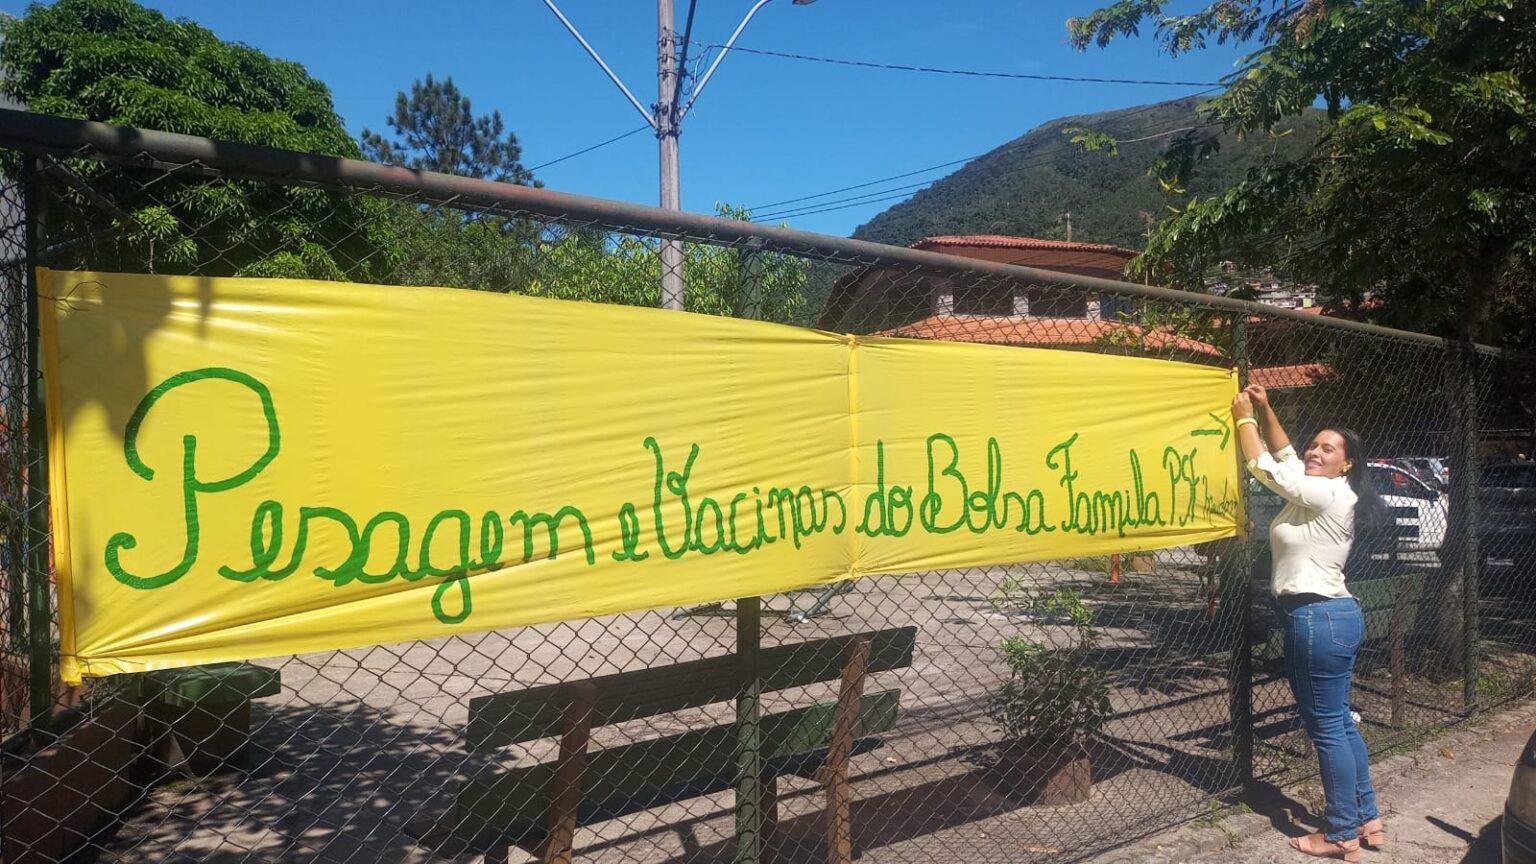 Pesagem e Vacinas do Bolsa Familia PSF